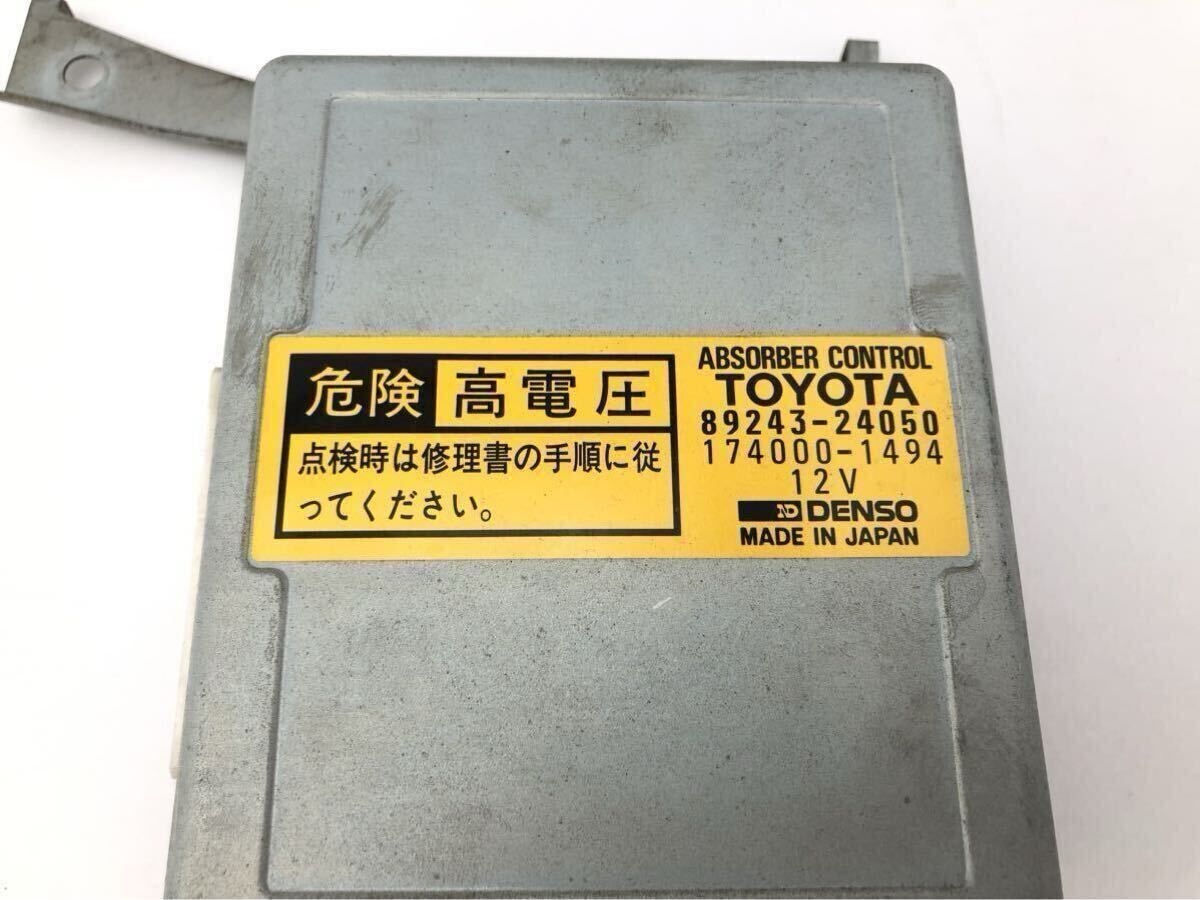 危険 高電圧
点検時は修理書の手順に従
ってください。
ABSORBER CONTROL
TOYOTA
89243-24050
174000-1494
12V
ND DENSO
MADE IN JAPAN